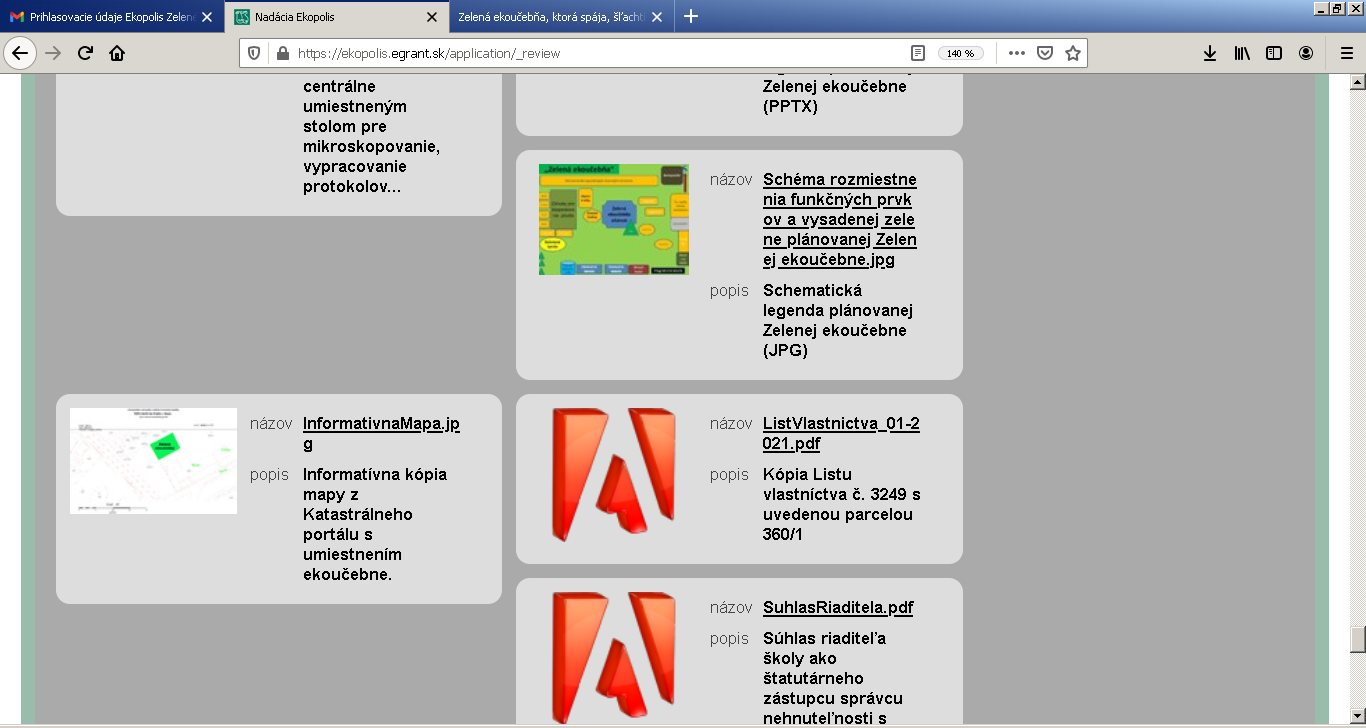 Prihlasovacie údaje Ekopolis Zelen
Nadácia Ekopolis
Zelená ekoučebňa, ktorá spája, šľacht
https://ekopolis.egrant.sk/application/_review
140 %
centrálne
umiestneným
stolom pre
mikroskopovanie,
vypracovanie
protokolov...
Zelenej ekoučebne
(PPTX)
„Zelená ekoučebňa"
názov
Schéma rozmiestne
nia funkčných prvk
ov a vysadenej zele
ne plánovanej Zelen
ej ekoučebne.jpg
popis
Schematická
legenda plánovanej
Zelenej ekoučebne
(JPG)
názov
InformativnaMapa.jp
g
popis
Informatívna kópia
mapy z
Katastrálneho
portálu s
umiestnením
ekoučebne.
názov
ListVlastnictva_01-2
021.pdf
popis
Kópia Listu
vlastníctva č. 3249 s
uvedenou parcelou
360/1
názov
SuhlasRiaditela.pdf
popis
Súhlas riaditeľa
školy ako
štatutárneho
zástupcu správcu
nehnuteľnosti s